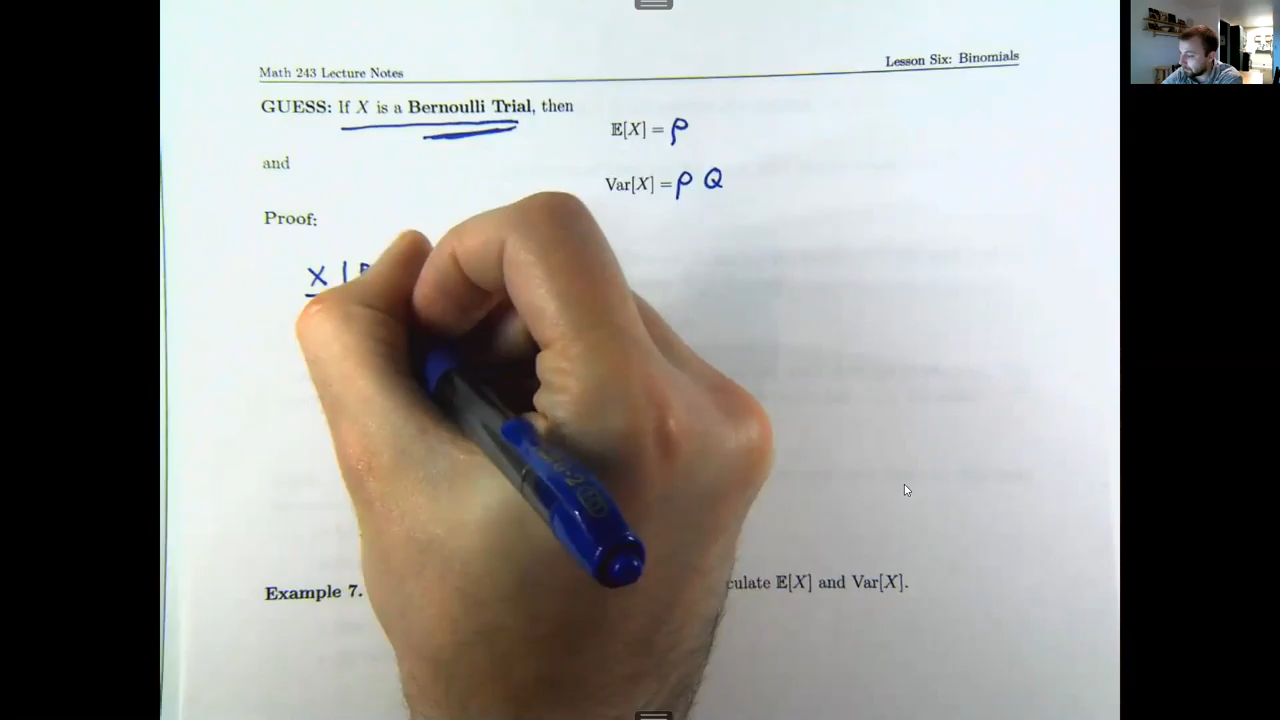 Math 243 Lecture Notes
Lesson Six: Binomials
GUESS: If X is a Bernoulli Trial, then
E[X] = p
and
Var[X] = p Q
Proof:
X |
Example 7.
culate E[X] and Var[X].